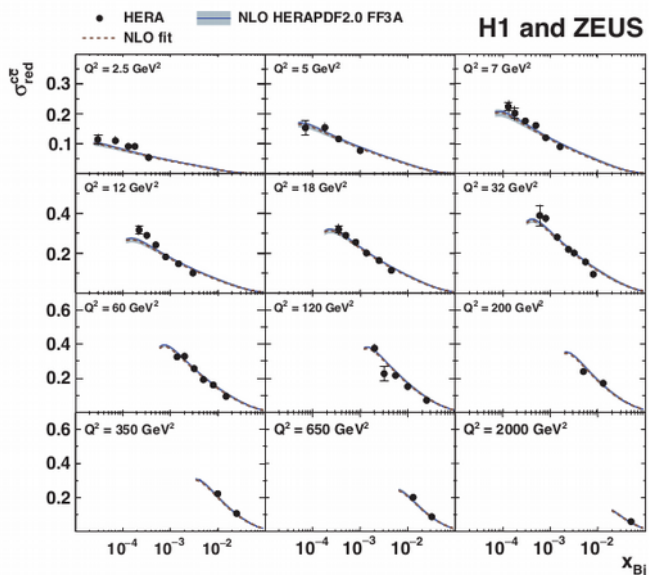 HERA
NLO HERAPDF2.0 FF3A
NLO fit
H1 and ZEUS
σ_red^cc̄
Q² = 2.5 GeV²
Q² = 5 GeV²
Q² = 7 GeV²
0.3
0.2
0.1
Q² = 12 GeV²
Q² = 18 GeV²
Q² = 32 GeV²
0.4
0.2
Q² = 60 GeV²
Q² = 120 GeV²
Q² = 200 GeV²
0.6
0.4
0.2
Q² = 350 GeV²
Q² = 650 GeV²
Q² = 2000 GeV²
0.6
0.4
0.2
10⁻⁴ 10⁻³ 10⁻² 10⁻⁴ 10⁻³ 10⁻² 10⁻⁴ 10⁻³ 10⁻²
x_Bj